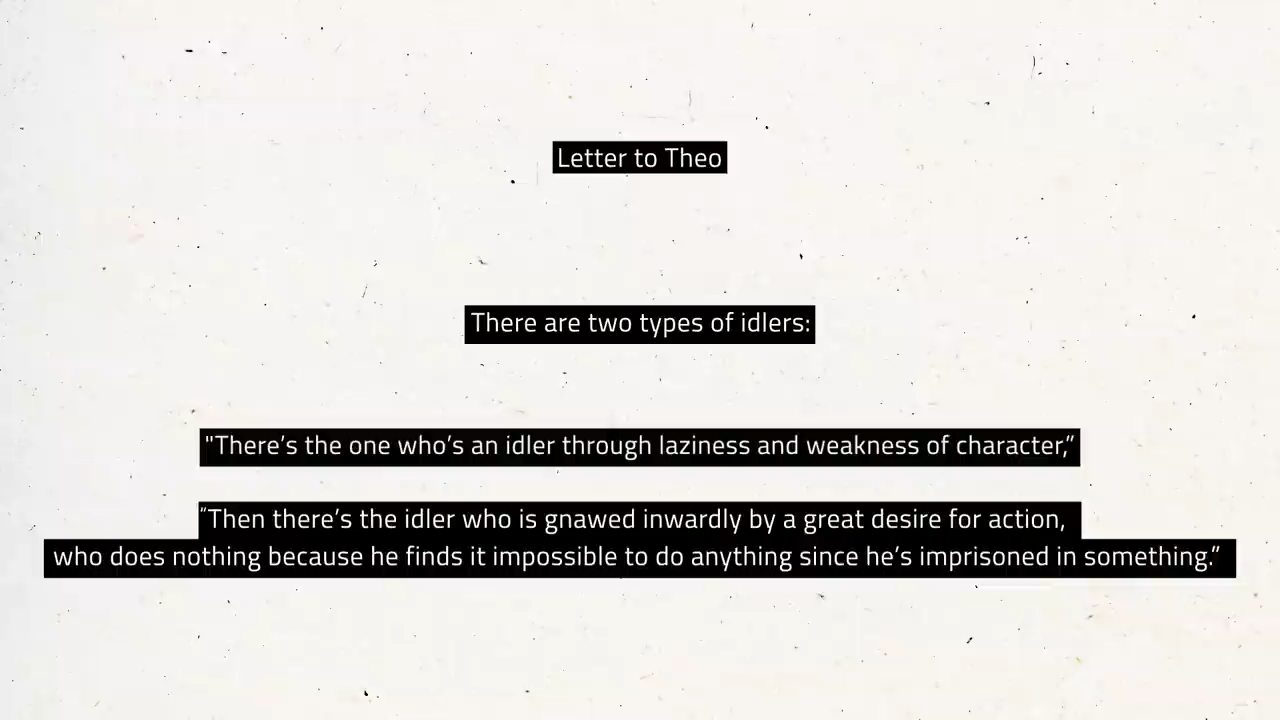 Letter to Theo
There are two types of idlers:
"There’s the one who’s an idler through laziness and weakness of character,”
“Then there’s the idler who is gnawed inwardly by a great desire for action,
who does nothing because he finds it impossible to do anything since he’s imprisoned in something.”